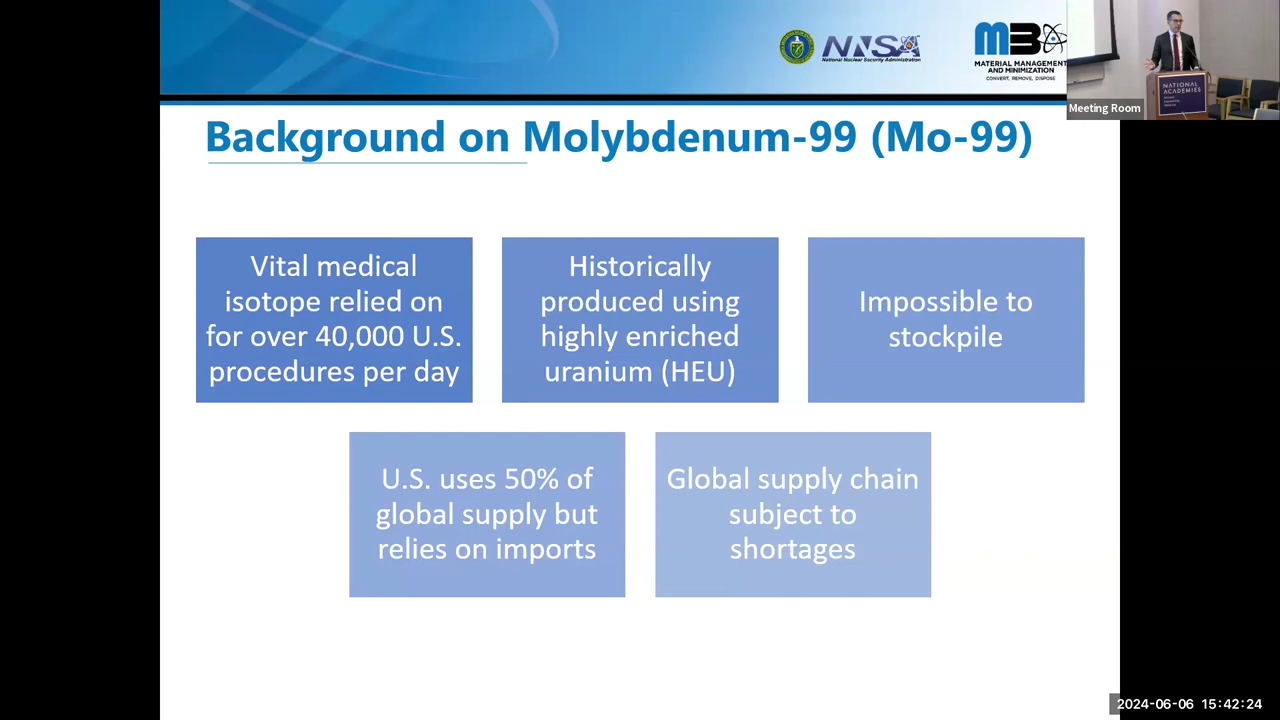 NNSA
National Nuclear Security Administration
M3
MATERIAL MANAGEMENT
AND MINIMIZATION
CONVERT, REMOVE, DISPOSE
NATIONAL
ACADEMIES
Meeting Room
Background on Molybdenum-99 (Mo-99)
Vital medical
isotope relied on
for over 40,000 U.S.
procedures per day
Historically
produced using
highly enriched
uranium (HEU)
Impossible to
stockpile
U.S. uses 50% of
global supply but
relies on imports
Global supply chain
subject to
shortages
2024-06-06 15:42:24